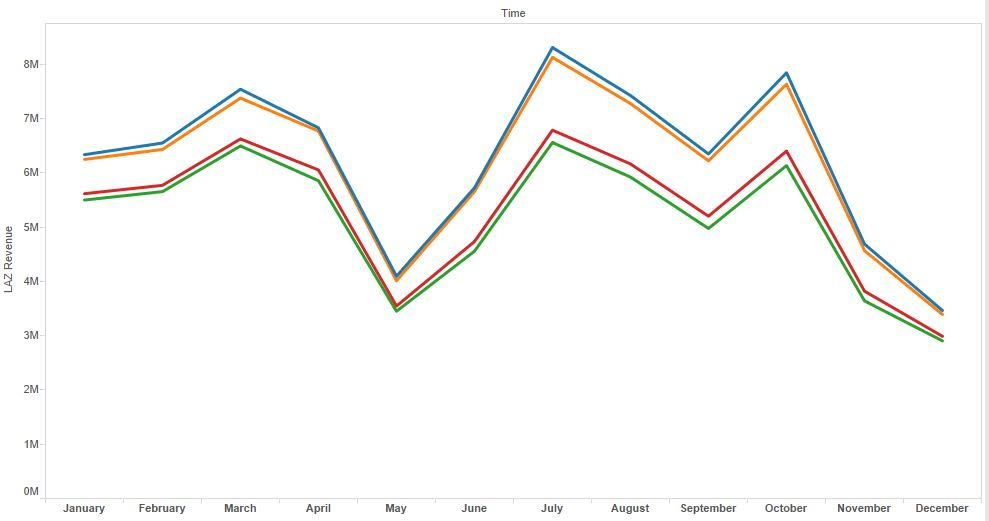 Time
LAZ Revenue
8M
7M
6M
5M
4M
3M
2M
1M
0M
January February March April May June July August September October November December